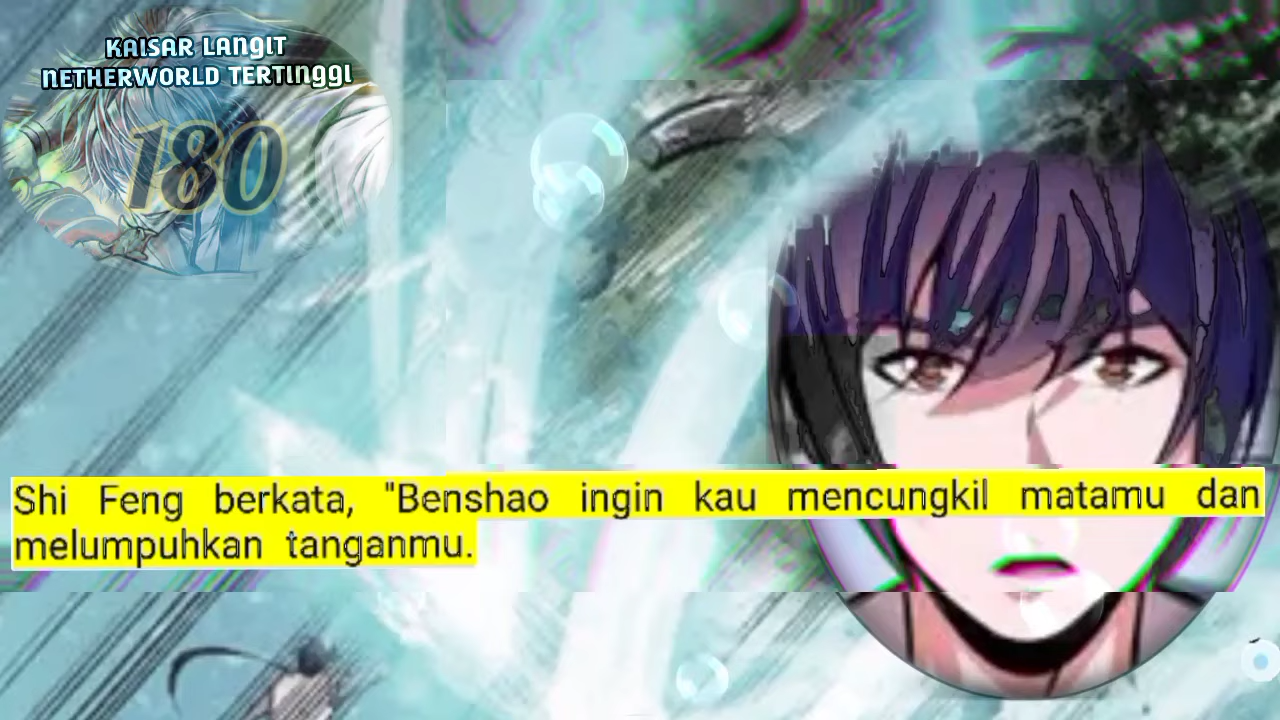 KAISAR LANGIT
NETHERWORLD TERTINGGI
180
Shi Feng berkata, "Benshao ingin kau mencungkil matamu dan
melumpuhkan tanganmu.